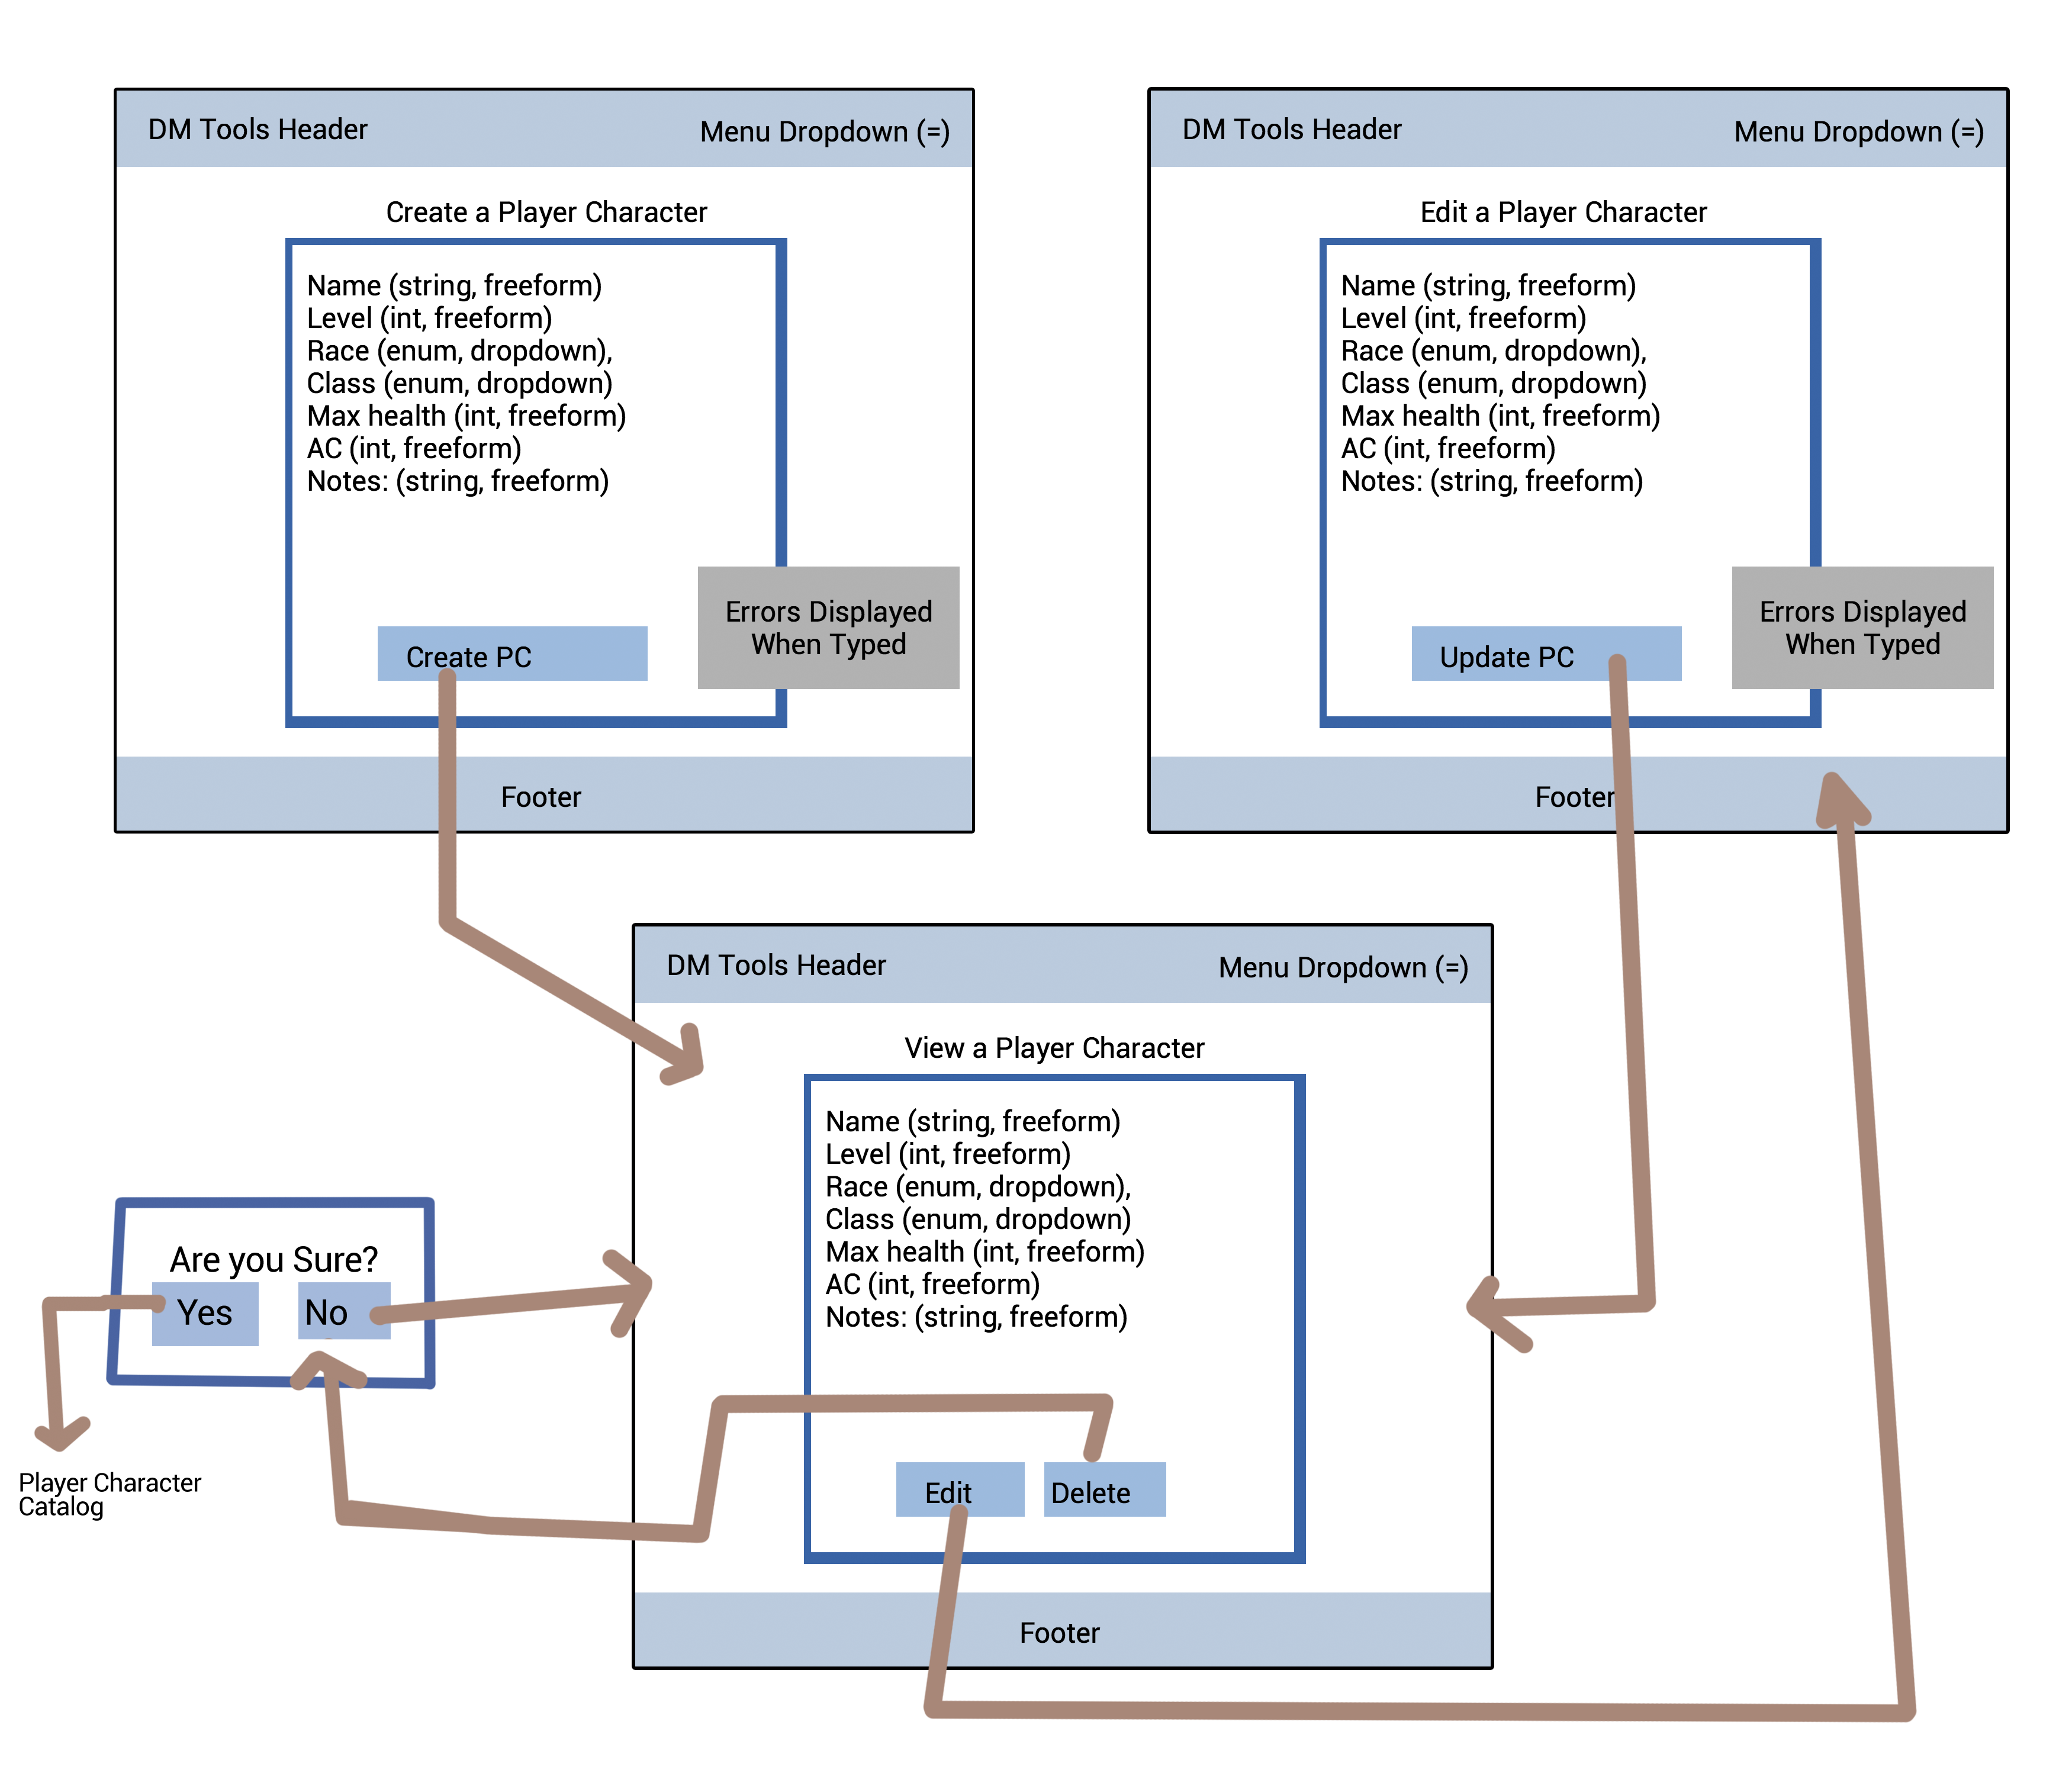 DM Tools Header
Menu Dropdown (=)
Create a Player Character
Name (string, freeform)
Level (int, freeform)
Race (enum, dropdown),
Class (enum, dropdown)
Max health (int, freeform)
AC (int, freeform)
Notes: (string, freeform)
Errors Displayed
When Typed
Create PC
Footer
DM Tools Header
Menu Dropdown (=)
Edit a Player Character
Name (string, freeform)
Level (int, freeform)
Race (enum, dropdown),
Class (enum, dropdown)
Max health (int, freeform)
AC (int, freeform)
Notes: (string, freeform)
Errors Displayed
When Typed
Update PC
Footer
DM Tools Header
Menu Dropdown (=)
View a Player Character
Name (string, freeform)
Level (int, freeform)
Race (enum, dropdown),
Class (enum, dropdown)
Max health (int, freeform)
AC (int, freeform)
Notes: (string, freeform)
Edit
Delete
Footer
Are you Sure?
Yes
No
Player Character
Catalog